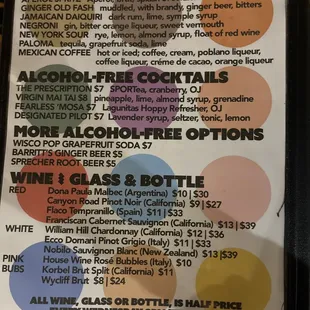 GINGER OLD FASH muddled, with brandy, ginger beer, bitters
JAMAICAN DAIQUIRI dark rum, lime, symple syrup
NEGRONI gin, bitter orange liqueur, sweet vermouth
NEW YORK SOUR rye, lemon, almond syrup, float of red wine
PALOMA tequila, grapefruit soda, lime
MEXICAN COFFEE hot or iced; coffee, cream, poblano liqueur,
coffee liqueur, créme de cacao, orange liqueur
ALCOHOL-FREE COCKTAILS
THE PRESCRIPTION $7 SPORTea, cranberry, OJ
VIRGIN MAI TAI $8 pineapple, lime, almond syrup, grenadine
FEARLESS 'MOSA $7 Lagunitas Hoppy Refresher, OJ
DESIGNATED PILOT $7 Lavender syrup, seltzer, tonic, lemon
MORE ALCOHOL-FREE OPTIONS
WISCO POP GRAPEFRUIT SODA $7
BARRITT'S GINGER BEER $5
SPRECHER ROOT BEER $5
WINE GLASS & BOTTLE
RED Dona Paula Malbec (Argentina) $10 | $30
Canyon Road Pinot Noir (California) $9 | $27
Flaco Tempranillo (Spain) $11 | $33
Franciscan Cabernet Sauvignon (California) $13 | $39
WHITE William Hill Chardonnay (California) $12 | $36
Ecco Domani Pinot Grigio (Italy) $11 | $33
Nobilo Sauvignon Blanc (New Zealand) $13 | $39
PINK House Wine Rosé Bubbles (Italy) $10
BUBS Korbel Brut Split (California) $11
Wycliff Brut $8 | $24
ALL WINE, GLASS OR BOTTLE, IS HALF PRICE